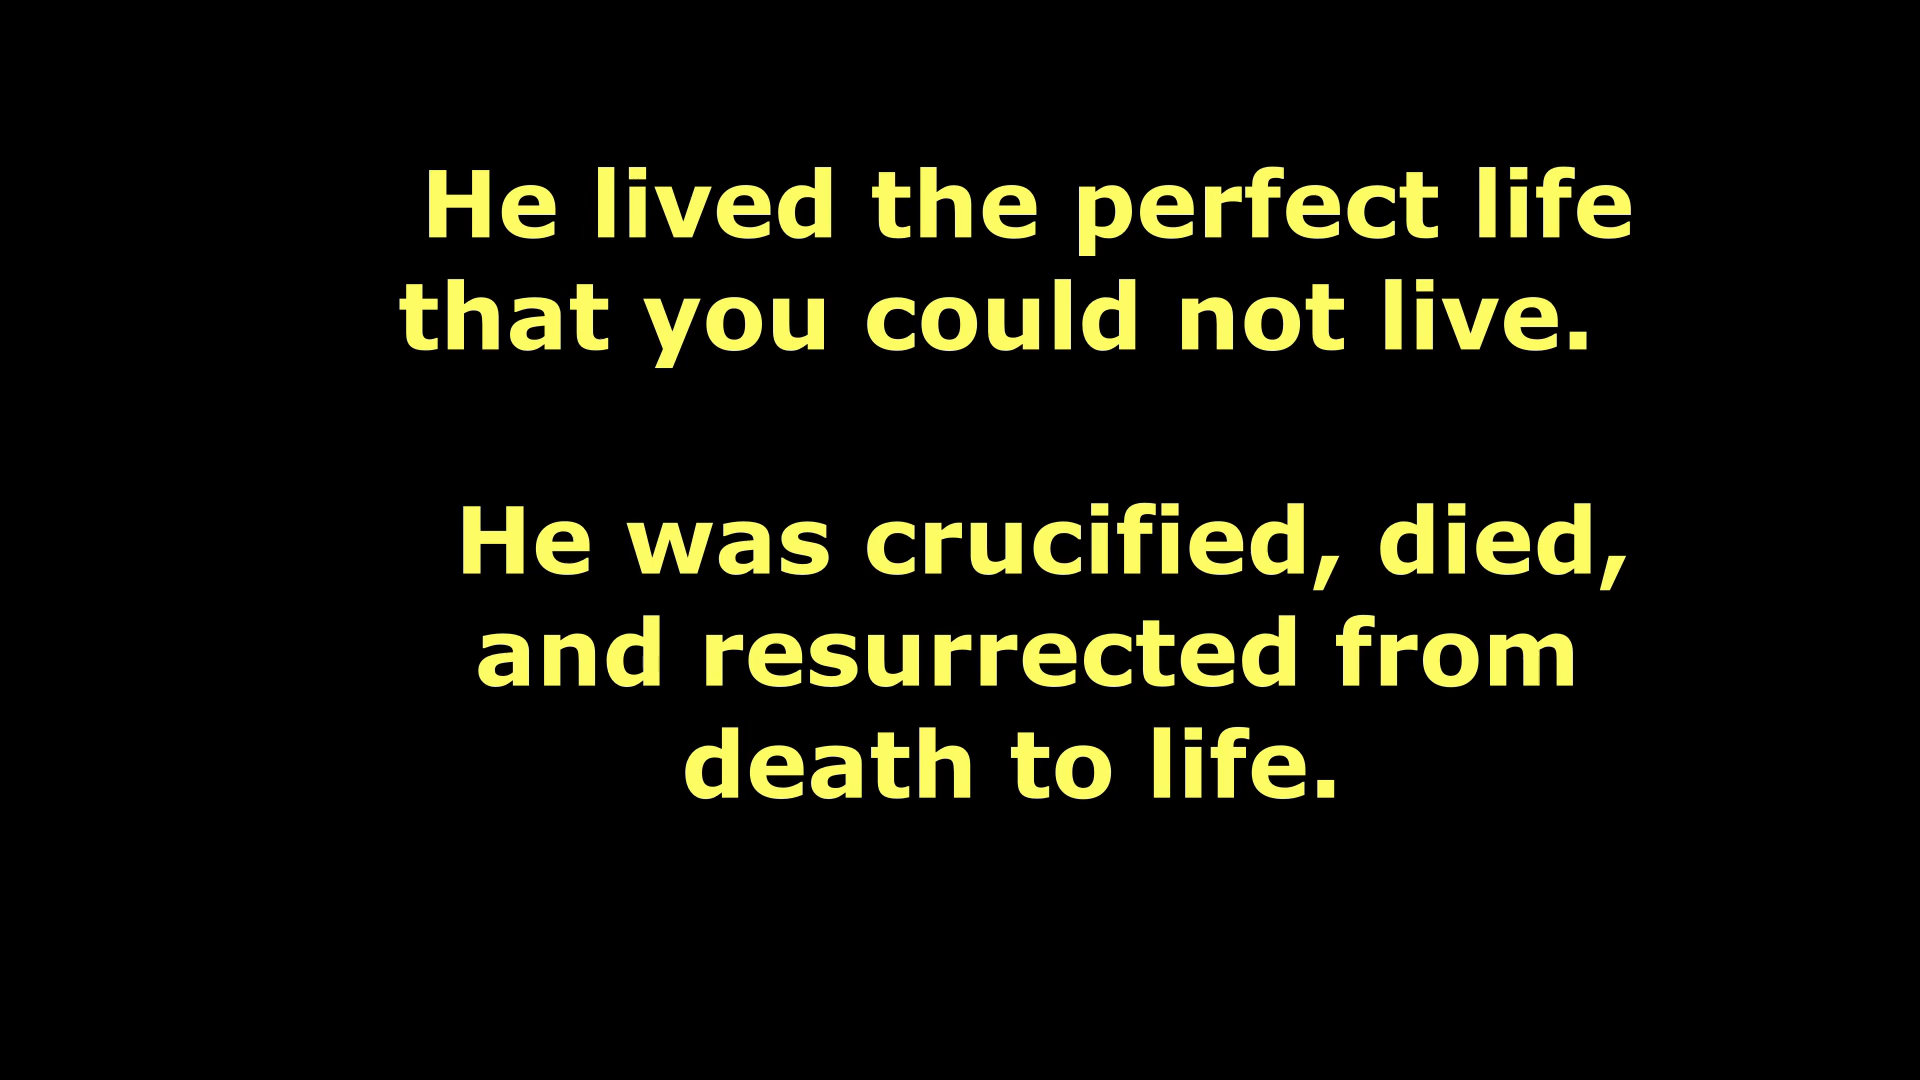 He lived the perfect life
that you could not live.
He was crucified, died,
and resurrected from
death to life.